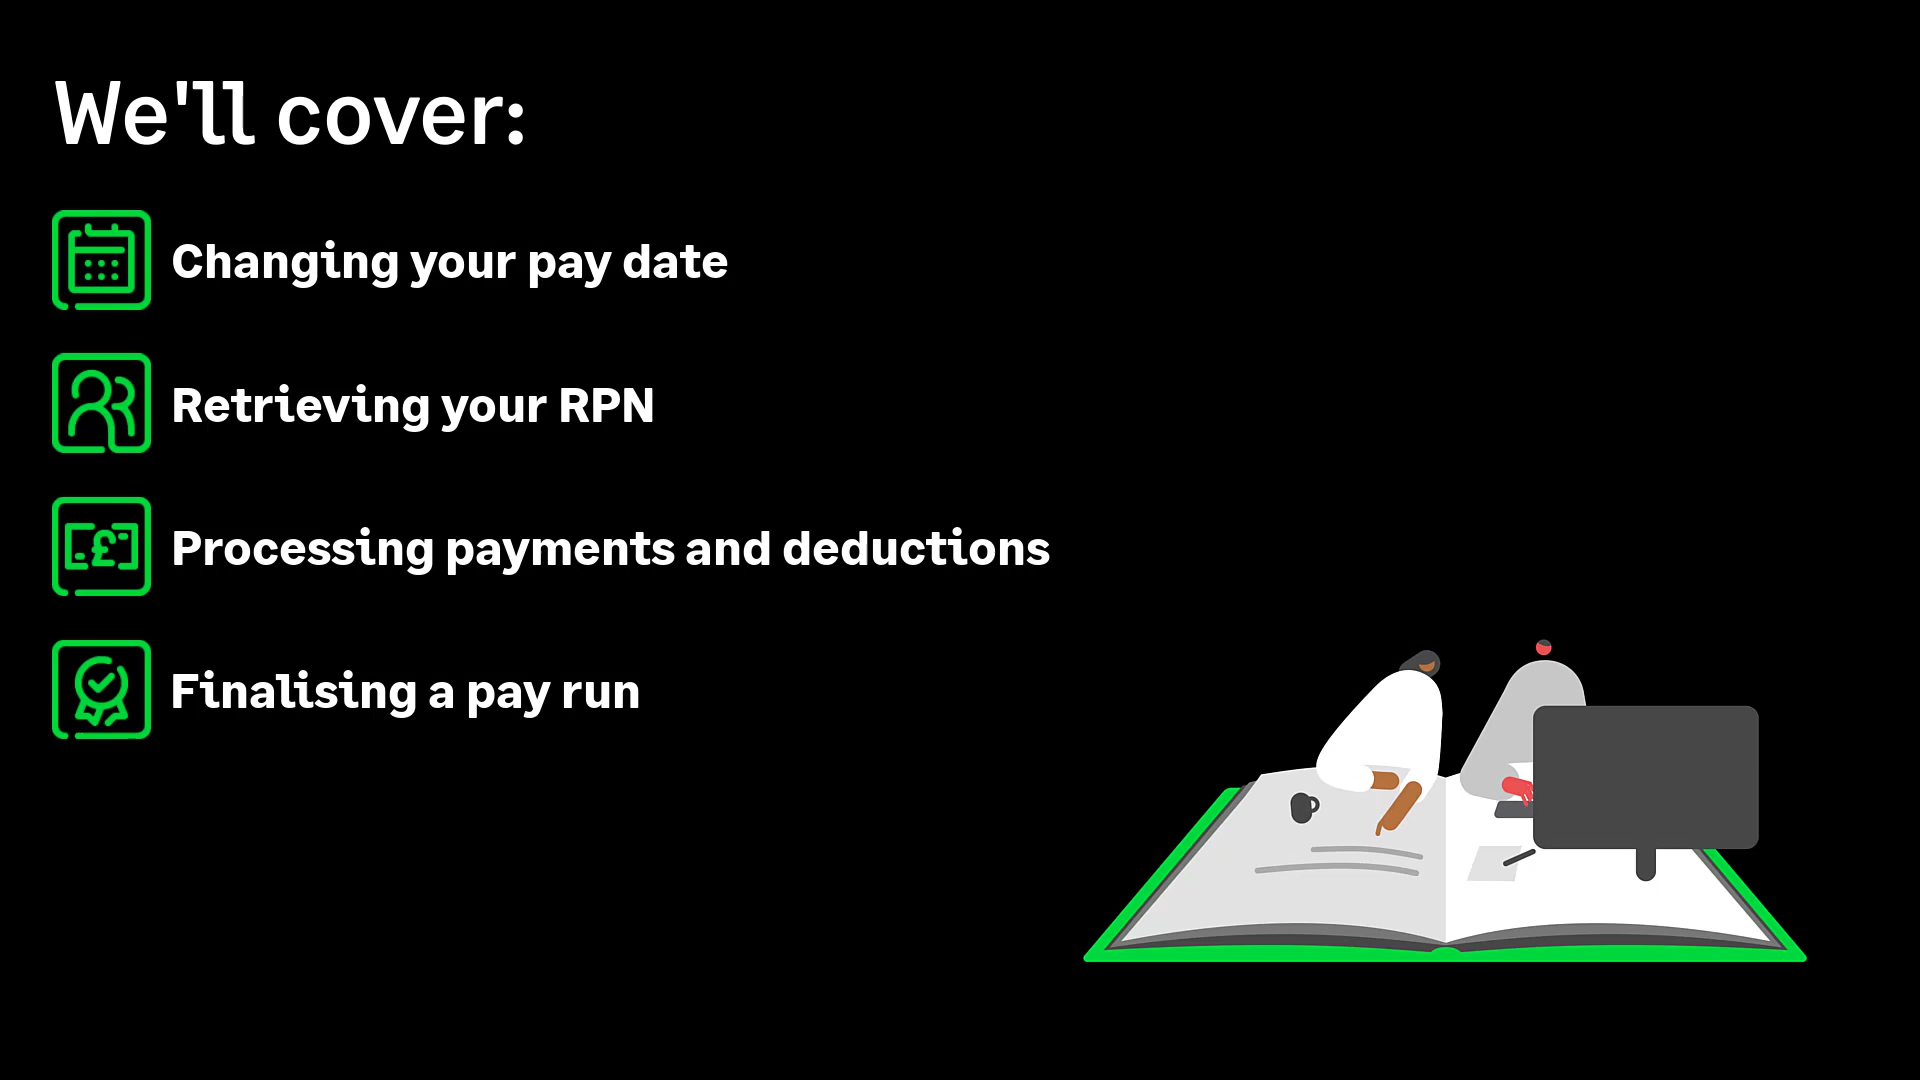 We'll cover:
Changing your pay date
Retrieving your RPN
£
Processing payments and deductions
Finalising a pay run